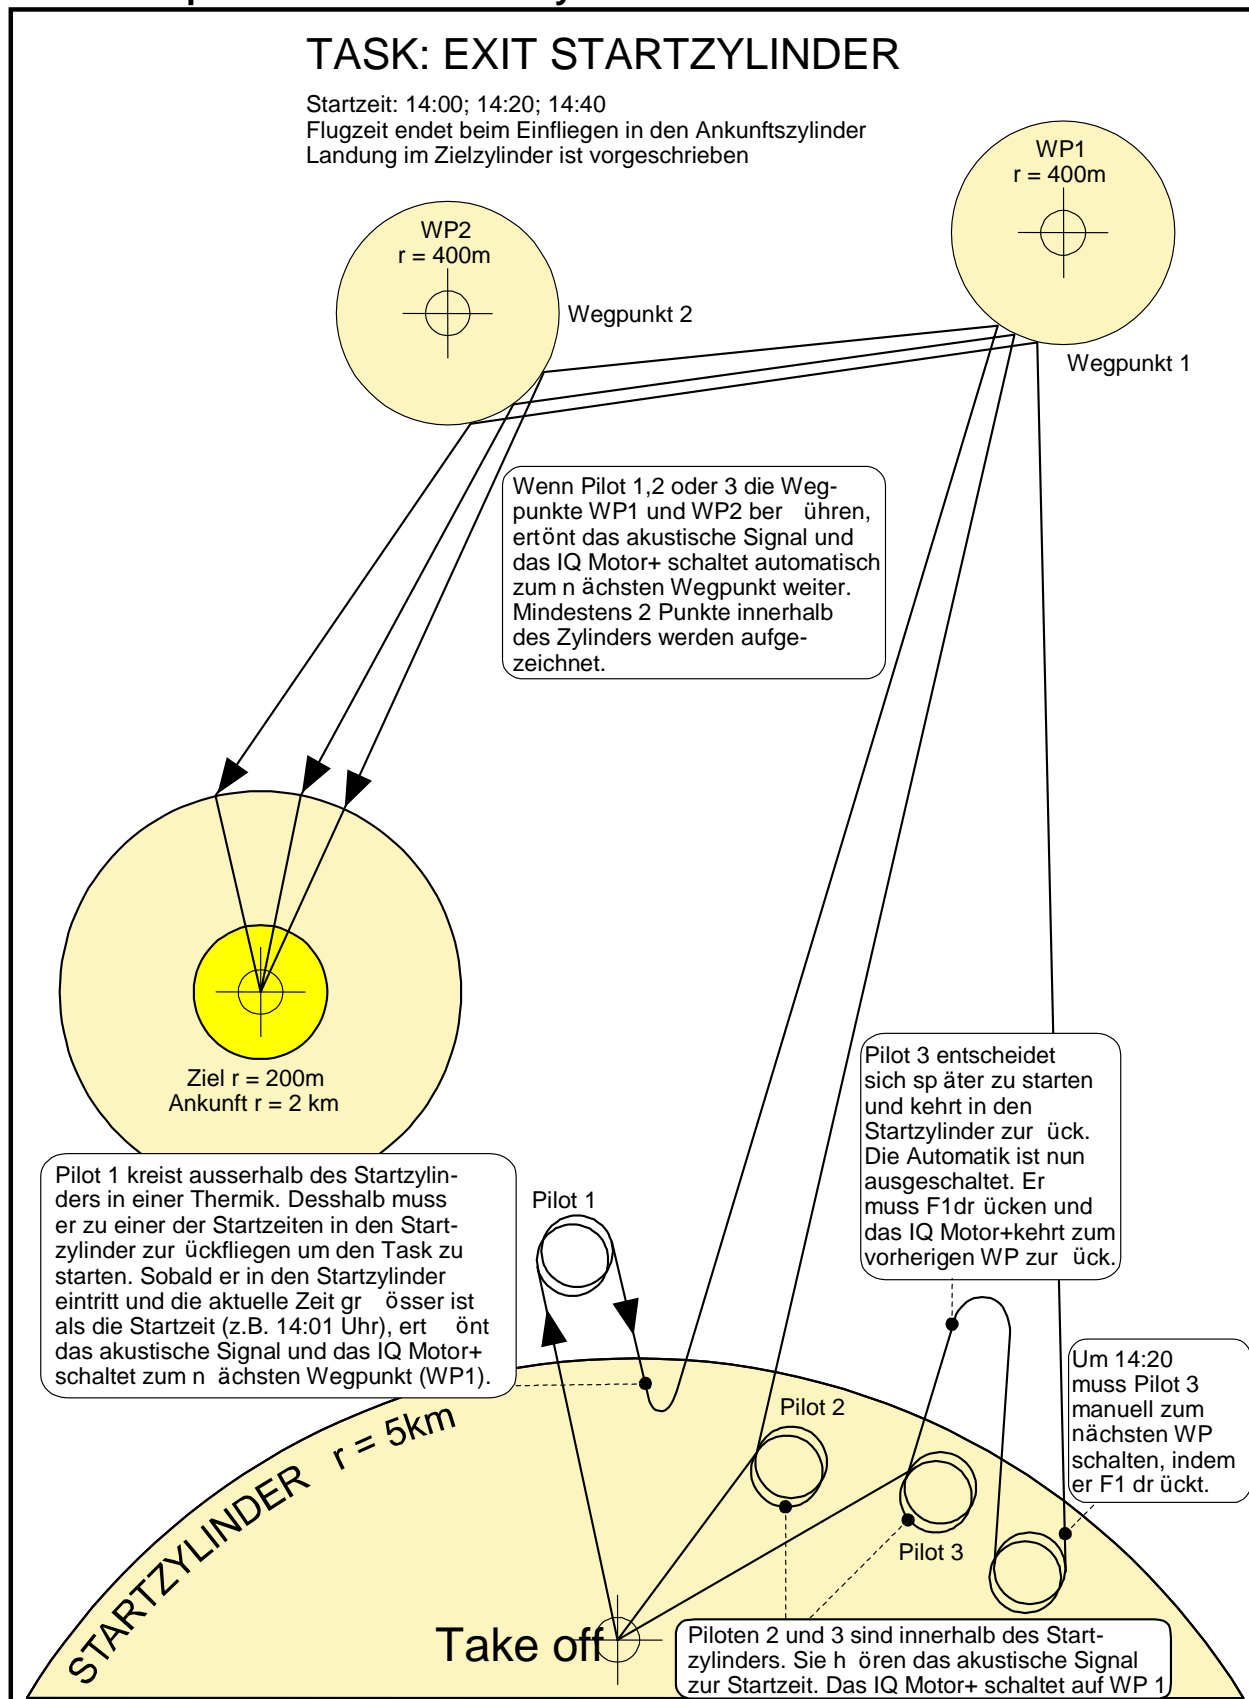 TASK: EXIT STARTZYLINDER
Startzeit: 14:00; 14:20; 14:40
Flugzeit endet beim Einfliegen in den Ankunftszylinder
Landung im Zielzylinder ist vorgeschrieben
WP1
r = 400m
WP2
r = 400m
Wegpunkt 2
Wegpunkt 1
Wenn Pilot 1,2 oder 3 die Weg-
punkte WP1 und WP2 ber ühren,
ertönt das akustische Signal und
das IQ Motor+ schaltet automatisch
zum n ächsten Wegpunkt weiter.
Mindestens 2 Punkte innerhalb
des Zylinders werden aufge-
zeichnet.
Ziel r = 200m
Ankunft r = 2 km
Pilot 3 entscheidet
sich sp äter zu starten
und kehrt in den
Startzylinder zur ück.
Die Automatik ist nun
ausgeschaltet. Er
muss F1dr ücken und
das IQ Motor+kehrt zum
vorherigen WP zur ück.
Pilot 1 kreist ausserhalb des Startzylin-
ders in einer Thermik. Desshalb muss
er zu einer der Startzeiten in den Start-
zylinder zur ückfliegen um den Task zu
starten. Sobald er in den Startzylinder
eintritt und die aktuelle Zeit gr össer ist
als die Startzeit (z.B. 14:01 Uhr), ert önt
das akustische Signal und das IQ Motor+
schaltet zum n ächsten Wegpunkt (WP1).
Pilot 1
Um 14:20
muss Pilot 3
manuell zum
nächsten WP
schalten, indem
er F1 dr ückt.
Pilot 2
Pilot 3
STARTZYLINDER r = 5km
Take off
Piloten 2 und 3 sind innerhalb des Start-
zylinders. Sie h ören das akustische Signal
zur Startzeit. Das IQ Motor+ schaltet auf WP 1